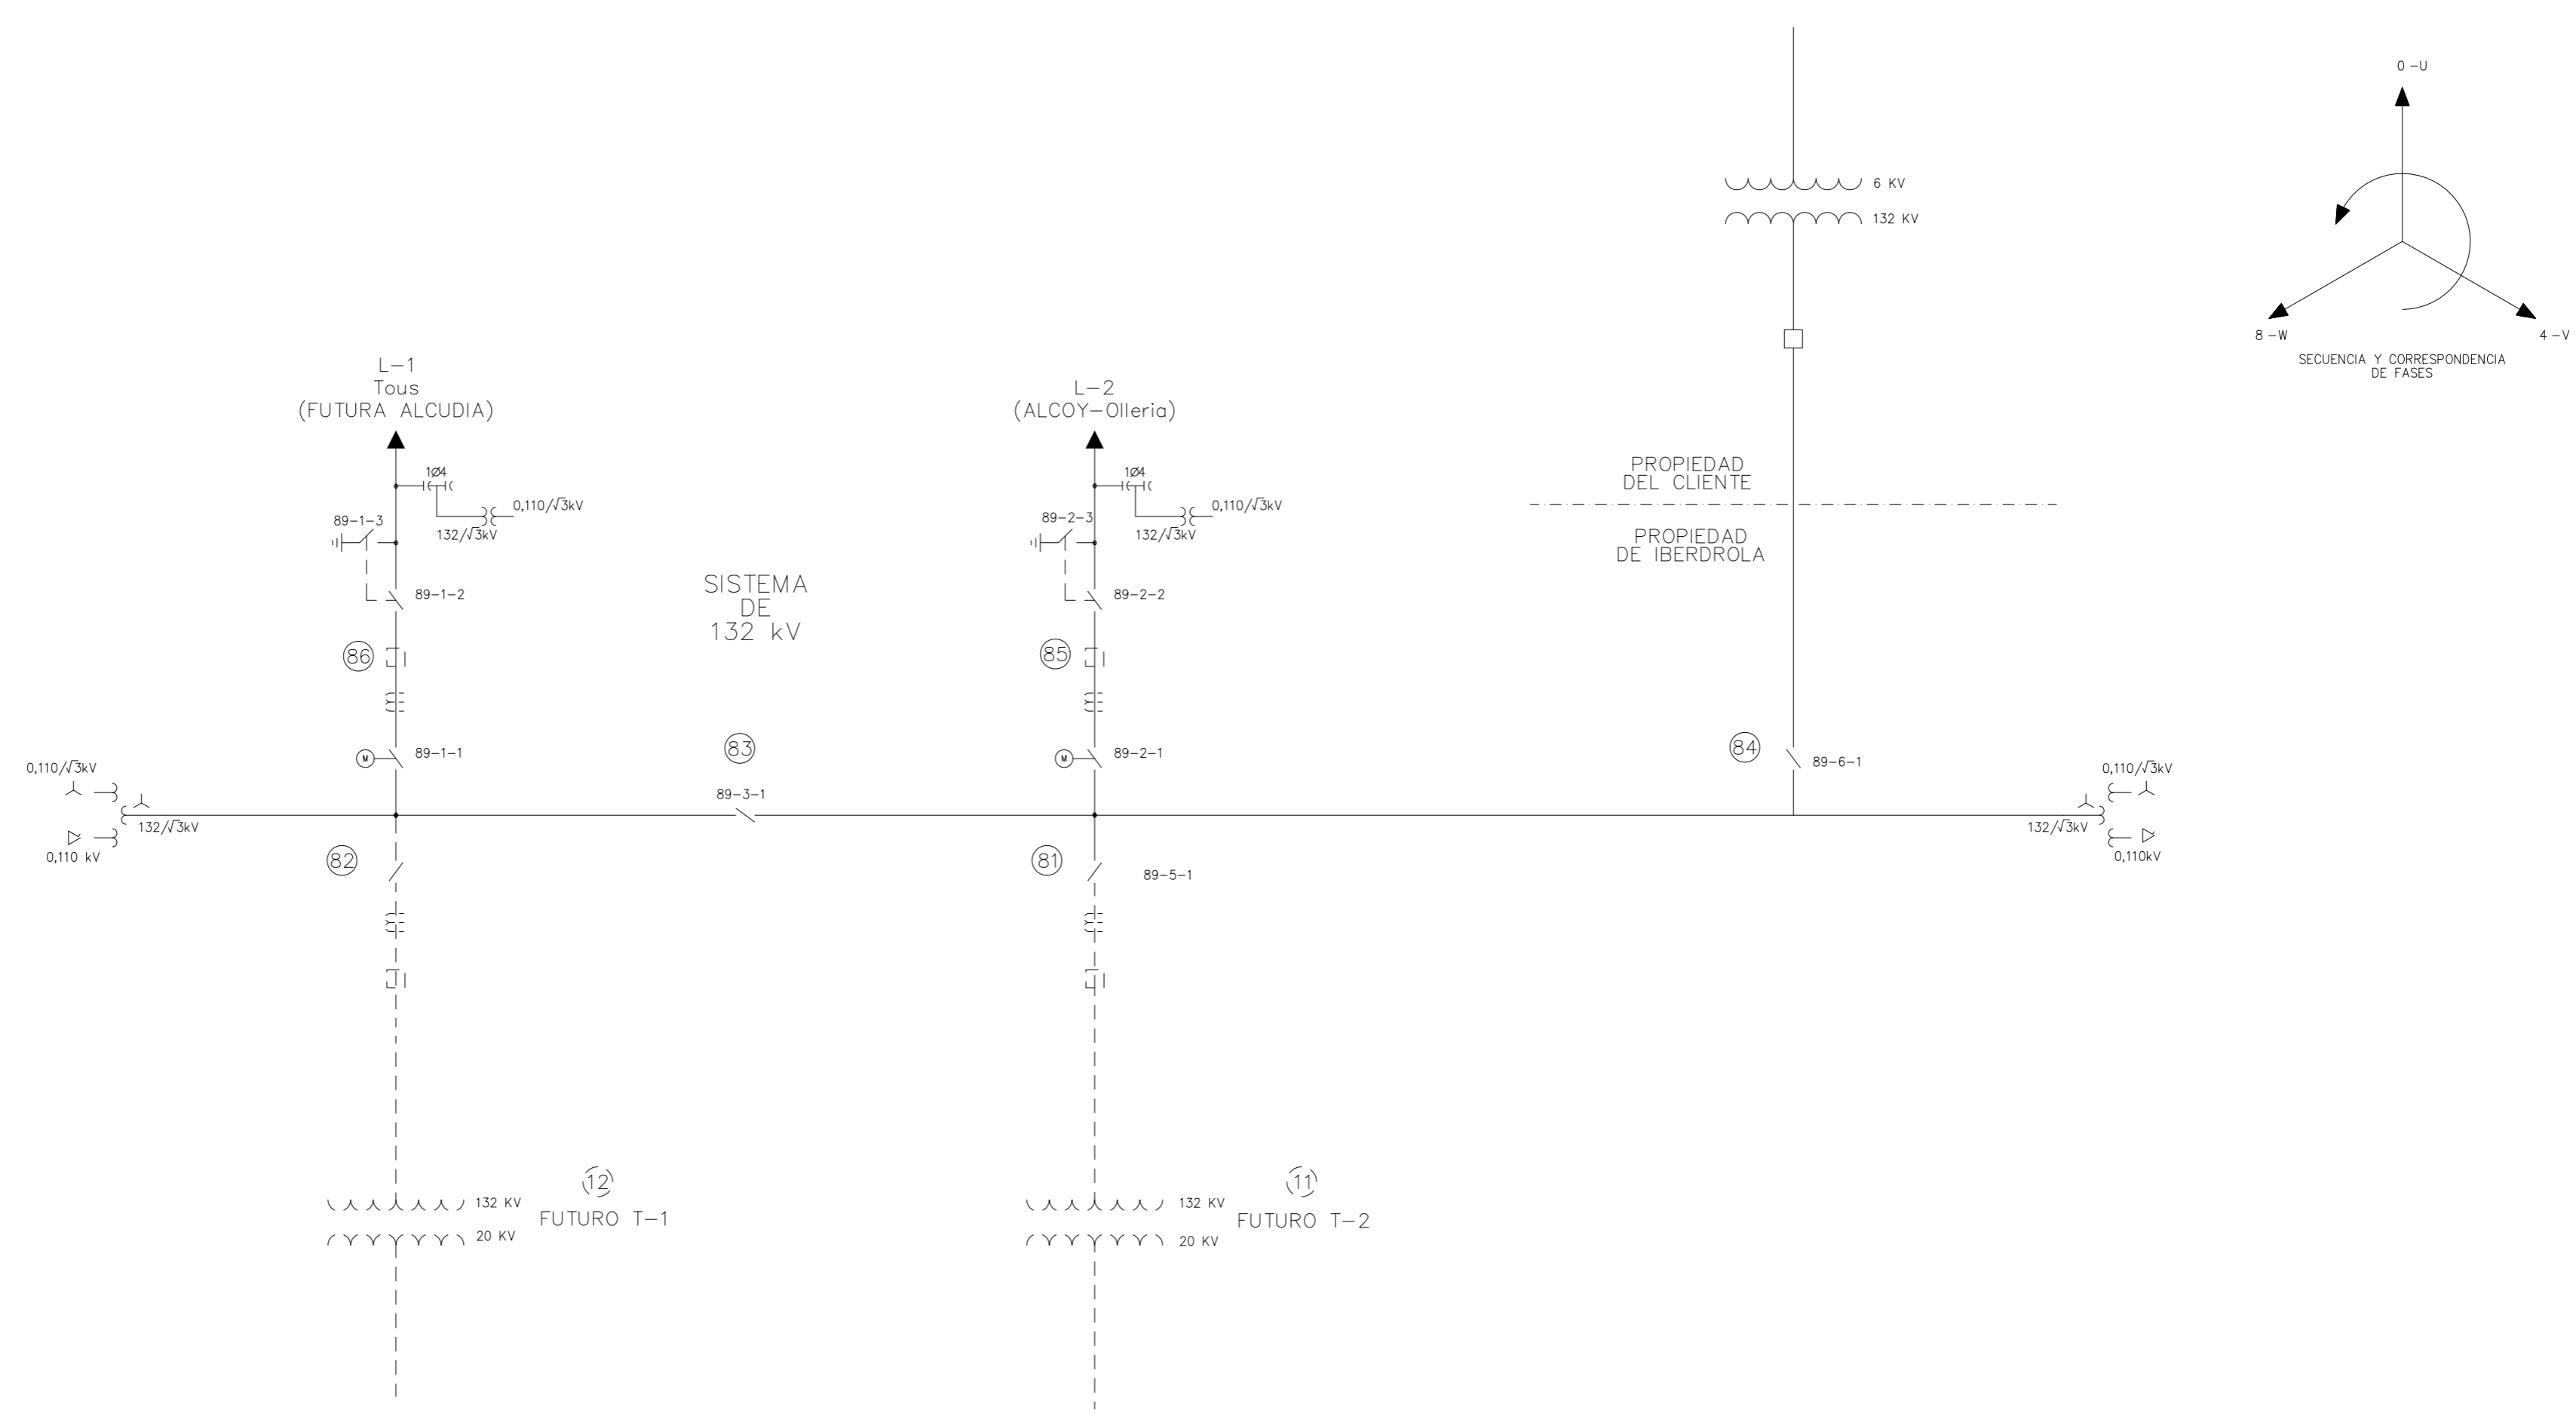 0 -U
6 KV
132 KV
8 -W
4 -V
SECUENCIA Y CORRESPONDENCIA
DE FASES
L-1
Tous
(FUTURA ALCUDIA)
L-2
(ALCOY-Olleria)
1Ø4
0,110/√3kV
132/√3kV
89-1-3
1Ø4
0,110/√3kV
132/√3kV
89-2-3
PROPIEDAD
DEL CLIENTE
PROPIEDAD
DE IBERDROLA
89-1-2
SISTEMA
DE
132 kV
89-2-2
86
85
M
89-1-1
83
M
89-2-1
84
89-6-1
0,110/√3kV
132/√3kV
0,110 kV
89-3-1
0,110/√3kV
132/√3kV
0,110kV
82
81
89-5-1
12
132 KV
FUTURO T-1
20 KV
11
132 KV
FUTURO T-2
20 KV